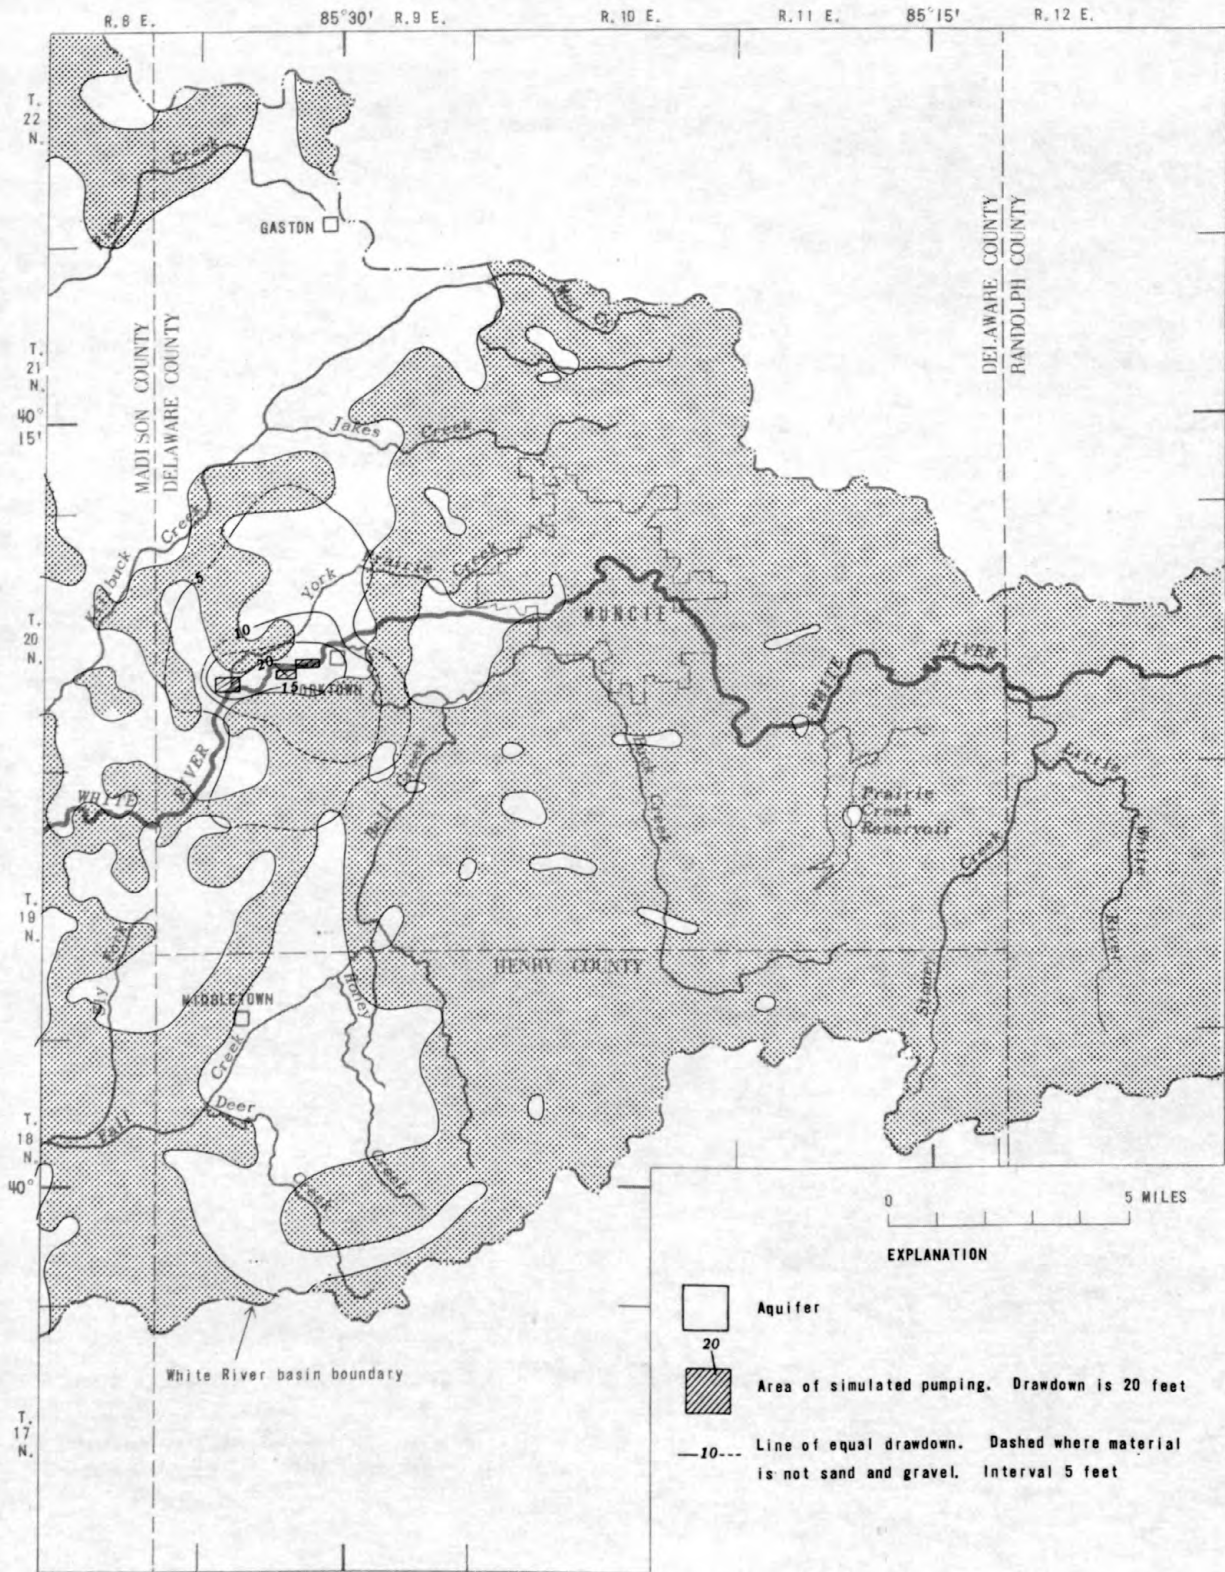 R. 8 E.
85°30'
R. 9 E.
R. 10 E.
R. 11 E.
85°15'
R. 12 E.
T.
22
N.
Creek
Pipe
GASTON
DELAWARE COUNTY
RANDOLPH COUNTY
Mud Cr
T.
21
N.
MADISON COUNTY
DELAWARE COUNTY
40°
15'
Jakes Creek
Killbuck Creek
5
York Prairie Creek
10
T.
20
N.
MUNCIE
20
15
YORKTOWN
WHITE RIVER
WHITE RIVER
Bell Creek
Buck Creek
Prairie
Creek
Reservoir
Little White River
Stoney Creek
T.
19
N.
Sly Fork
HENRY COUNTY
MIDDLETOWN
Honey Creek
Fall Creek
Deer Creek
T.
18
N.
40°
0 5 MILES
EXPLANATION
Aquifer
20
Area of simulated pumping. Drawdown is 20 feet
—10--- Line of equal drawdown. Dashed where material
is not sand and gravel. Interval 5 feet
White River basin boundary
T.
17
N.